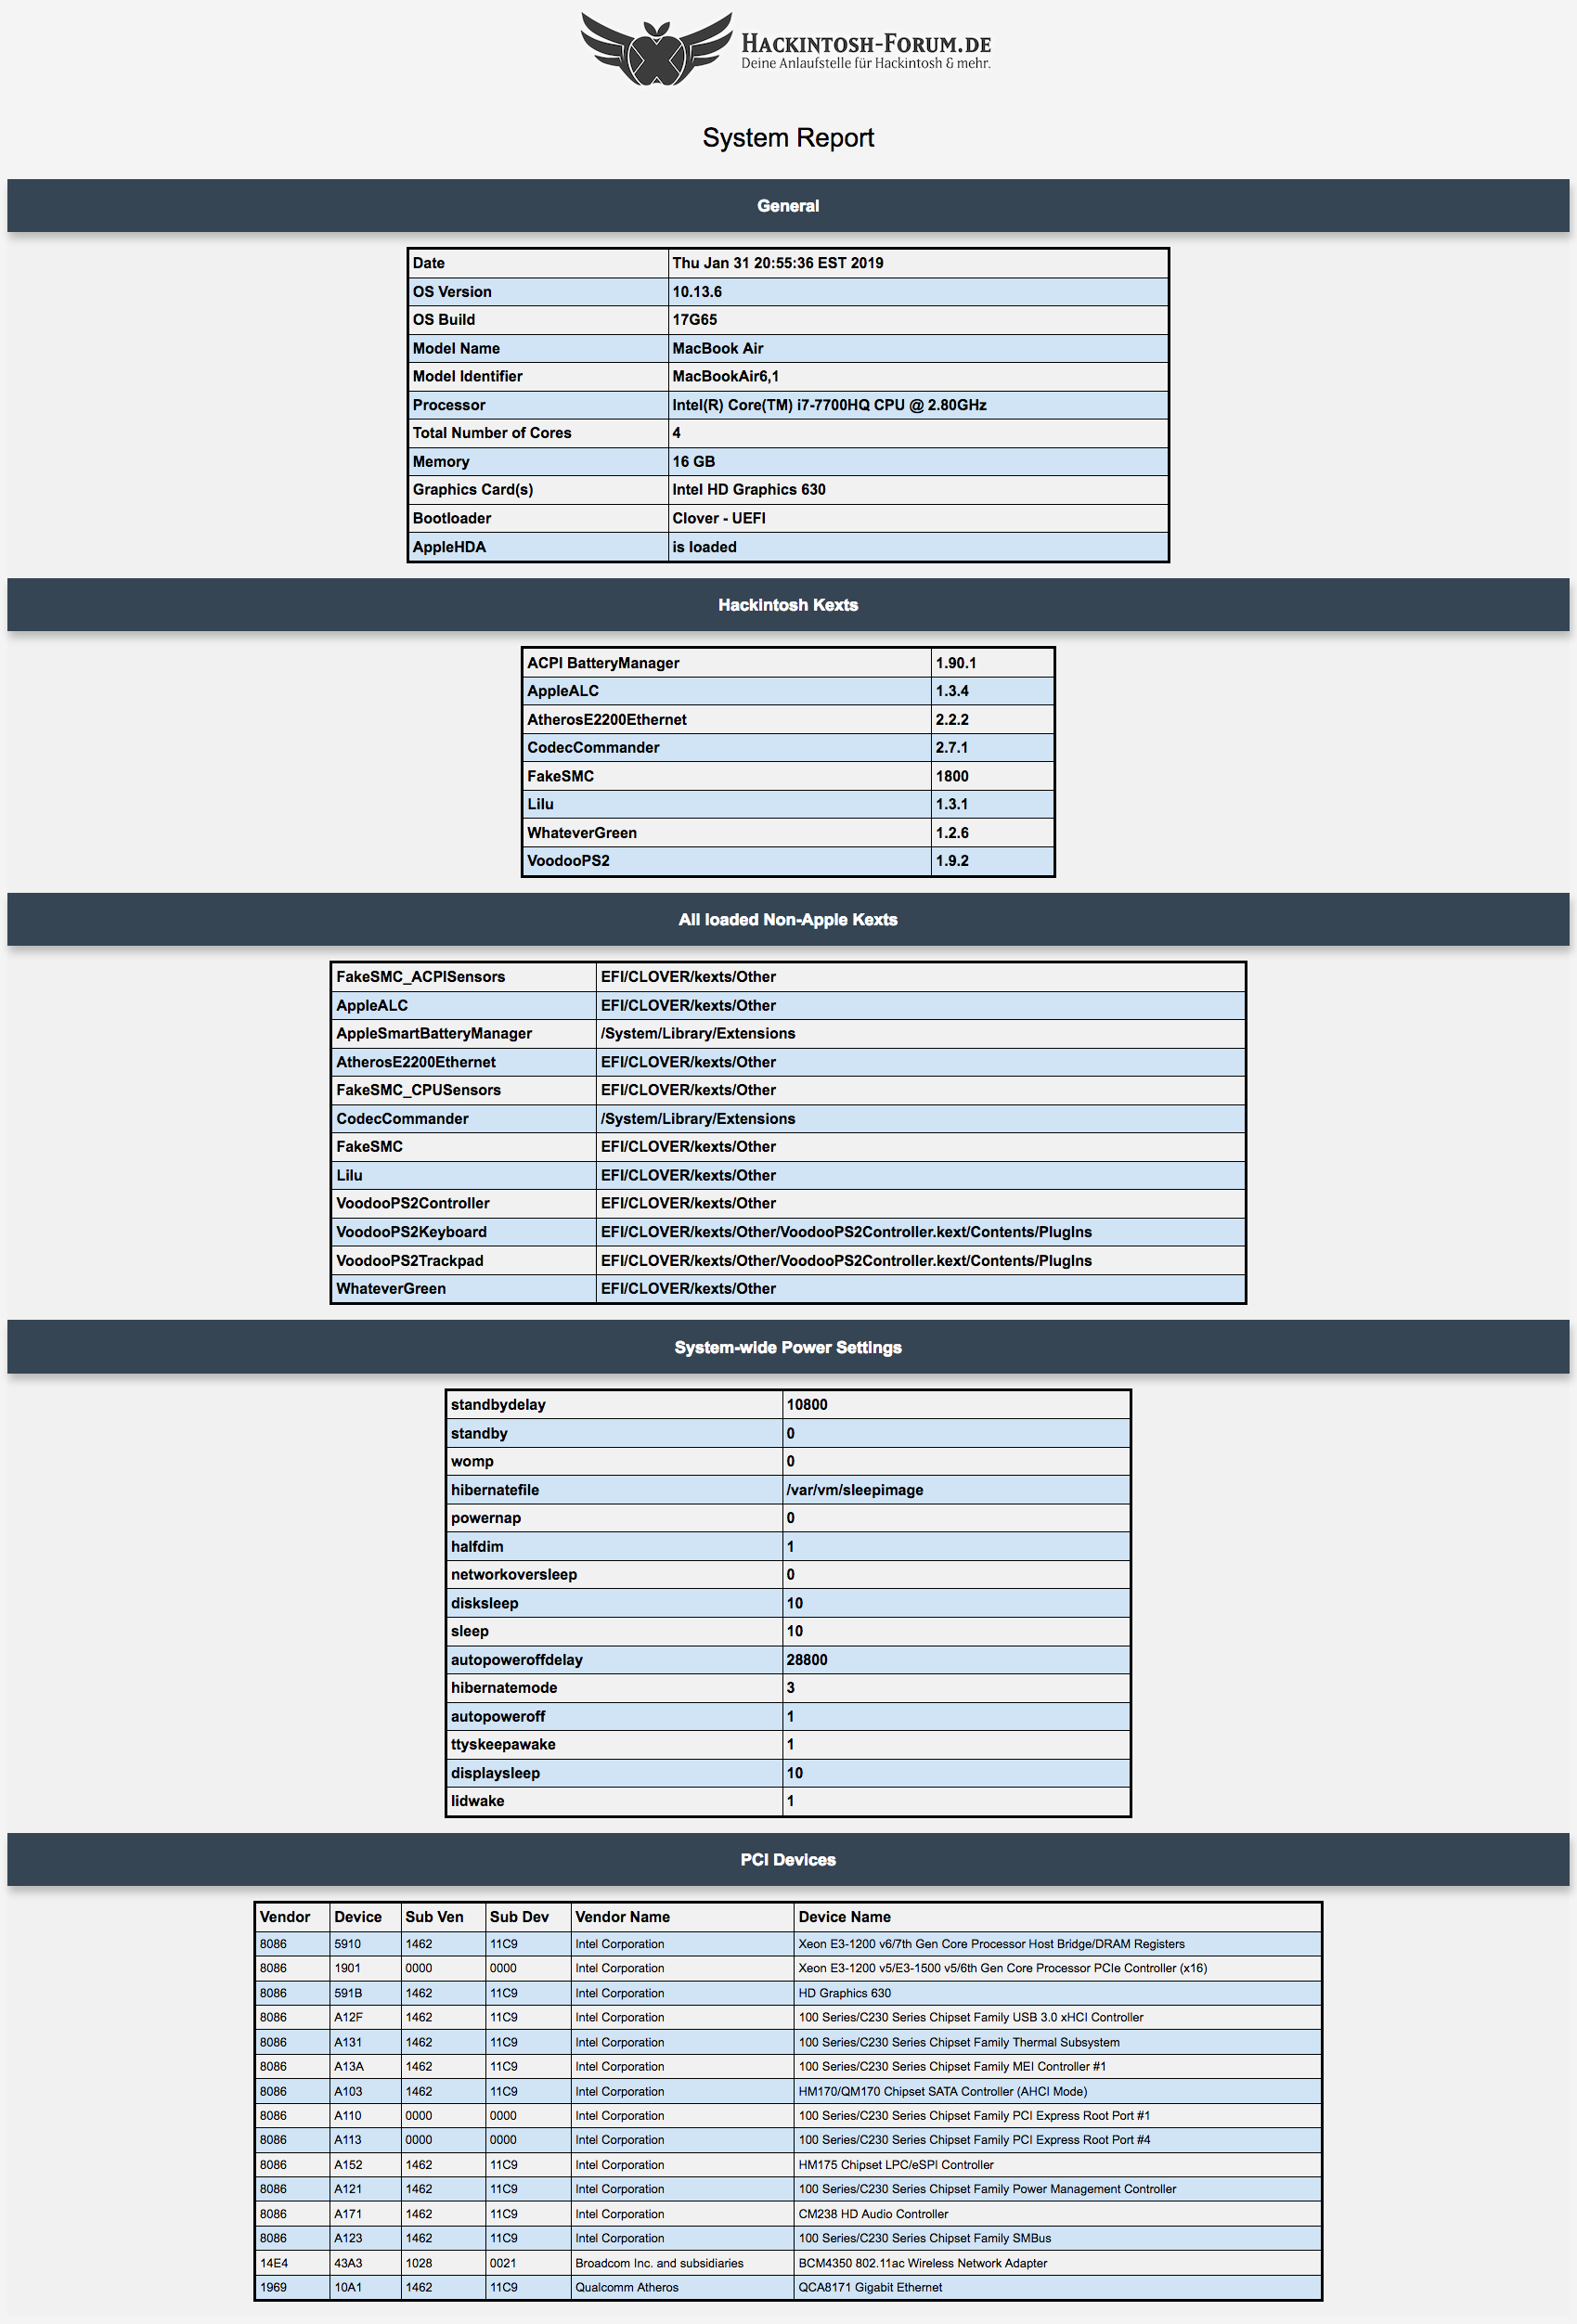 HACKINTOSH-FORUM.DE
Deine Anlaufstelle für Hackintosh & mehr.
System Report
General
Date Thu Jan 31 20:55:36 EST 2019
OS Version 10.13.6
OS Build 17G65
Model Name MacBook Air
Model Identifier MacBookAir6,1
Processor Intel(R) Core(TM) i7-7700HQ CPU @ 2.80GHz
Total Number of Cores 4
Memory 16 GB
Graphics Card(s) Intel HD Graphics 630
Bootloader Clover - UEFI
AppleHDA is loaded
Hackintosh Kexts
ACPI BatteryManager 1.90.1
AppleALC 1.3.4
AtherosE2200Ethernet 2.2.2
CodecCommander 2.7.1
FakeSMC 1800
Lilu 1.3.1
WhateverGreen 1.2.6
VoodooPS2 1.9.2
All loaded Non-Apple Kexts
FakeSMC_ACPISensors EFI/CLOVER/kexts/Other
AppleALC EFI/CLOVER/kexts/Other
AppleSmartBatteryManager /System/Library/Extensions
AtherosE2200Ethernet EFI/CLOVER/kexts/Other
FakeSMC_CPUSensors EFI/CLOVER/kexts/Other
CodecCommander /System/Library/Extensions
FakeSMC EFI/CLOVER/kexts/Other
Lilu EFI/CLOVER/kexts/Other
VoodooPS2Controller EFI/CLOVER/kexts/Other
VoodooPS2Keyboard EFI/CLOVER/kexts/Other/VoodooPS2Controller.kext/Contents/PlugIns
VoodooPS2Trackpad EFI/CLOVER/kexts/Other/VoodooPS2Controller.kext/Contents/PlugIns
WhateverGreen EFI/CLOVER/kexts/Other
System-wide Power Settings
standbydelay 10800
standby 0
womp 0
hibernatefile /var/vm/sleepimage
powernap 0
halfdim 1
networkoversleep 0
disksleep 10
sleep 10
autopoweroffdelay 28800
hibernatemode 3
autopoweroff 1
ttyskeepawake 1
displaysleep 10
lidwake 1
PCI Devices
Vendor Device Sub Ven Sub Dev Vendor Name Device Name
8086 5910 1462 11C9 Intel Corporation Xeon E3-1200 v6/7th Gen Core Processor Host Bridge/DRAM Registers
8086 1901 0000 0000 Intel Corporation Xeon E3-1200 v5/E3-1500 v5/6th Gen Core Processor PCIe Controller (x16)
8086 591B 1462 11C9 Intel Corporation HD Graphics 630
8086 A12F 1462 11C9 Intel Corporation 100 Series/C230 Series Chipset Family USB 3.0 xHCI Controller
8086 A131 1462 11C9 Intel Corporation 100 Series/C230 Series Chipset Family Thermal Subsystem
8086 A13A 1462 11C9 Intel Corporation 100 Series/C230 Series Chipset Family MEI Controller #1
8086 A103 1462 11C9 Intel Corporation HM170/QM170 Chipset SATA Controller (AHCI Mode)
8086 A110 0000 0000 Intel Corporation 100 Series/C230 Series Chipset Family PCI Express Root Port #1
8086 A113 0000 0000 Intel Corporation 100 Series/C230 Series Chipset Family PCI Express Root Port #4
8086 A152 1462 11C9 Intel Corporation HM175 Chipset LPC/eSPI Controller
8086 A121 1462 11C9 Intel Corporation 100 Series/C230 Series Chipset Family Power Management Controller
8086 A171 1462 11C9 Intel Corporation CM238 HD Audio Controller
8086 A123 1462 11C9 Intel Corporation 100 Series/C230 Series Chipset Family SMBus
14E4 43A3 1028 0021 Broadcom Inc. and subsidiaries BCM4350 802.11ac Wireless Network Adapter
1969 10A1 1462 11C9 Qualcomm Atheros QCA8171 Gigabit Ethernet